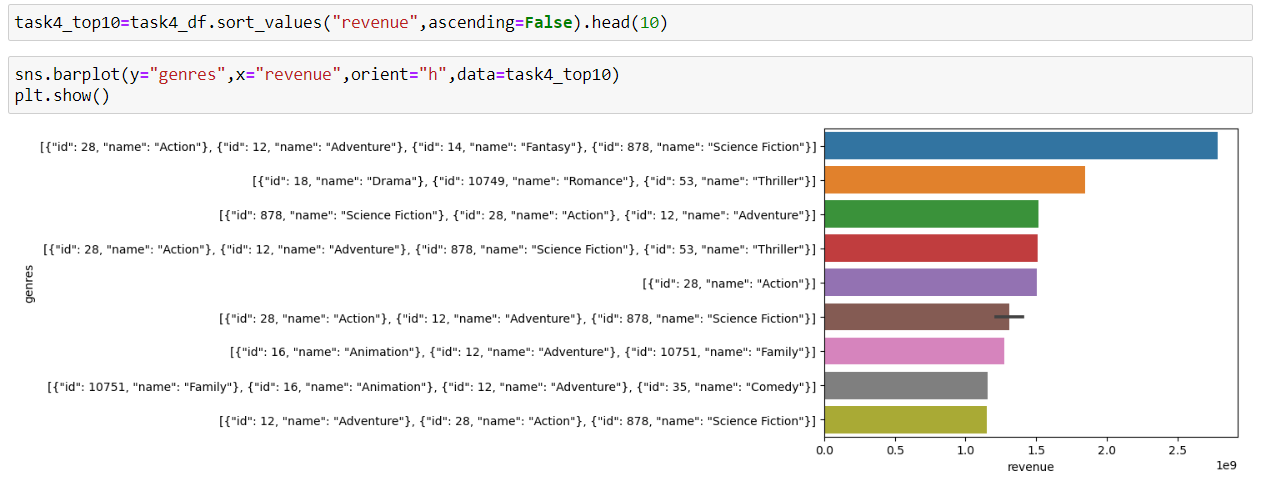 task4_top10=task4_df.sort_values("revenue",ascending=False).head(10)
sns.barplot(y="genres",x="revenue",orient="h",data=task4_top10)
plt.show()
[{"id": 28, "name": "Action"}, {"id": 12, "name": "Adventure"}, {"id": 14, "name": "Fantasy"}, {"id": 878, "name": "Science Fiction"}]
[{"id": 18, "name": "Drama"}, {"id": 10749, "name": "Romance"}, {"id": 53, "name": "Thriller"}]
[{"id": 878, "name": "Science Fiction"}, {"id": 28, "name": "Action"}, {"id": 12, "name": "Adventure"}]
[{"id": 28, "name": "Action"}, {"id": 12, "name": "Adventure"}, {"id": 878, "name": "Science Fiction"}, {"id": 53, "name": "Thriller"}]
[{"id": 28, "name": "Action"}]
[{"id": 28, "name": "Action"}, {"id": 12, "name": "Adventure"}, {"id": 878, "name": "Science Fiction"}]
[{"id": 16, "name": "Animation"}, {"id": 12, "name": "Adventure"}, {"id": 10751, "name": "Family"}]
[{"id": 10751, "name": "Family"}, {"id": 16, "name": "Animation"}, {"id": 12, "name": "Adventure"}, {"id": 35, "name": "Comedy"}]
[{"id": 12, "name": "Adventure"}, {"id": 28, "name": "Action"}, {"id": 878, "name": "Science Fiction"}]
genres
0.0 0.5 1.0 1.5 2.0 2.5
revenue
1e9